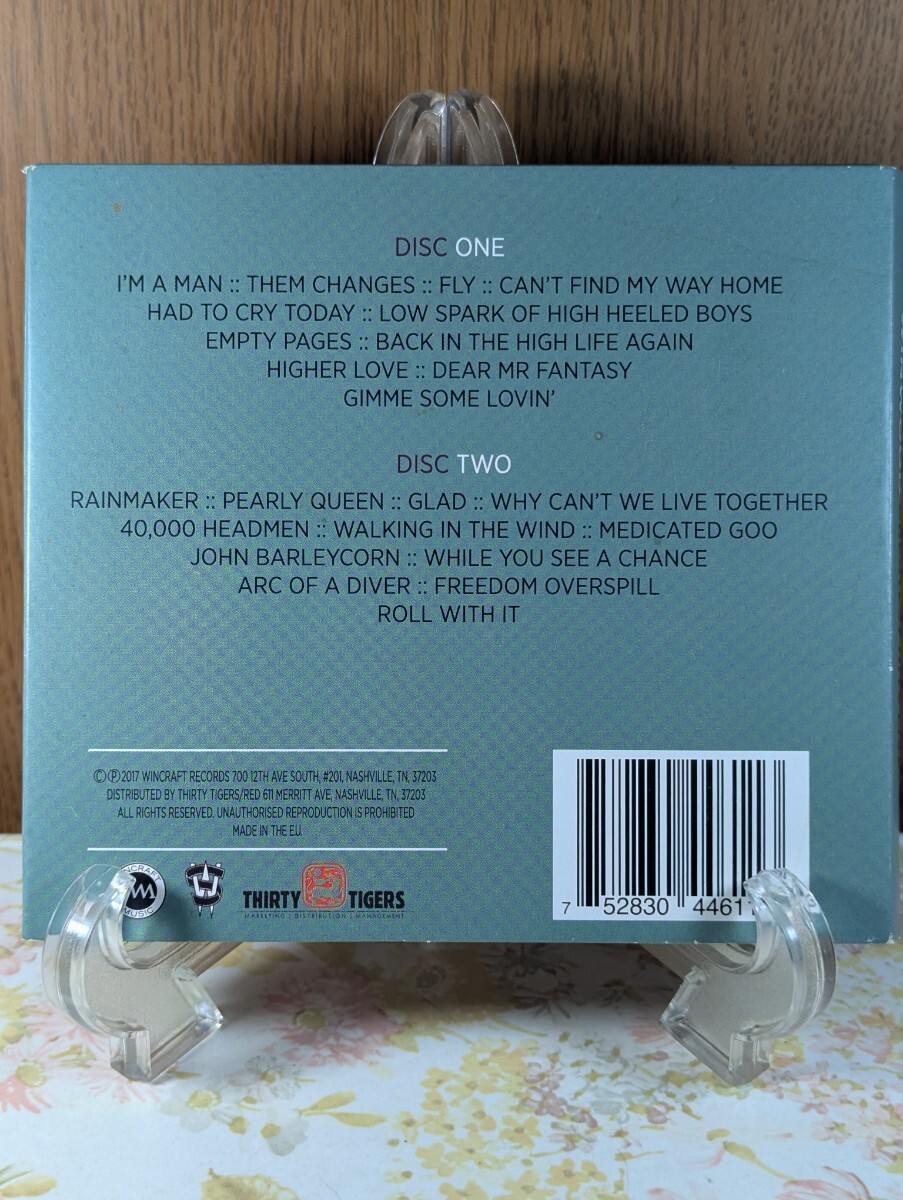 DISC ONE
I'M A MAN :: THEM CHANGES :: FLY :: CAN'T FIND MY WAY HOME
HAD TO CRY TODAY :: LOW SPARK OF HIGH HEELED BOYS
EMPTY PAGES :: BACK IN THE HIGH LIFE AGAIN
HIGHER LOVE :: DEAR MR FANTASY
GIMME SOME LOVIN'
DISC TWO
RAINMAKER :: PEARLY QUEEN :: GLAD :: WHY CAN'T WE LIVE TOGETHER
40,000 HEADMEN :: WALKING IN THE WIND :: MEDICATED GOO
JOHN BARLEYCORN :: WHILE YOU SEE A CHANCE
ARC OF A DIVER :: FREEDOM OVERSPILL
ROLL WITH IT
©℗ 2017 WINCRAFT RECORDS 700 12TH AVE SOUTH, #201, NASHVILLE, TN, 37203
DISTRIBUTED BY THIRTY TIGERS/RED 611 MERRITT AVE, NASHVILLE, TN, 37203
ALL RIGHTS RESERVED. UNAUTHORISED REPRODUCTION IS PROHIBITED
MADE IN THE E.U.
MUSIC
THIRTY TIGERS
MARKETING | DISTRIBUTION | MANAGEMENT
7 52830 44611